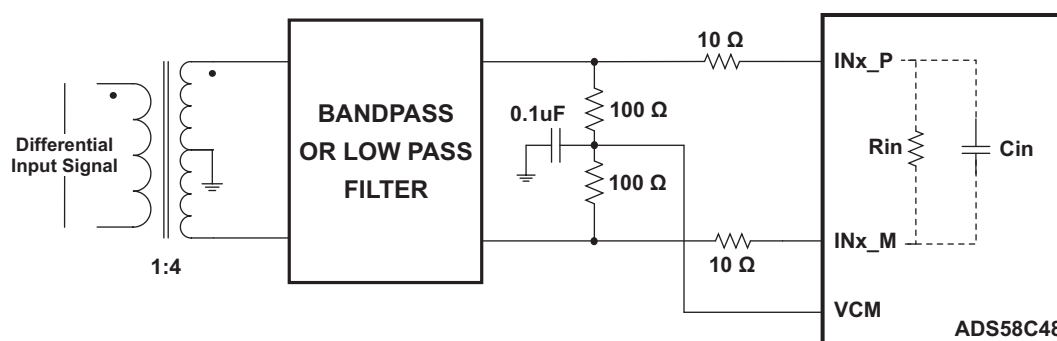 Differential
Input Signal
1:4
BANDPASS
OR LOW PASS
FILTER
0.1uF
100 Ω
100 Ω
10 Ω
10 Ω
INx_P
Rin
Cin
INx_M
VCM
ADS58C48